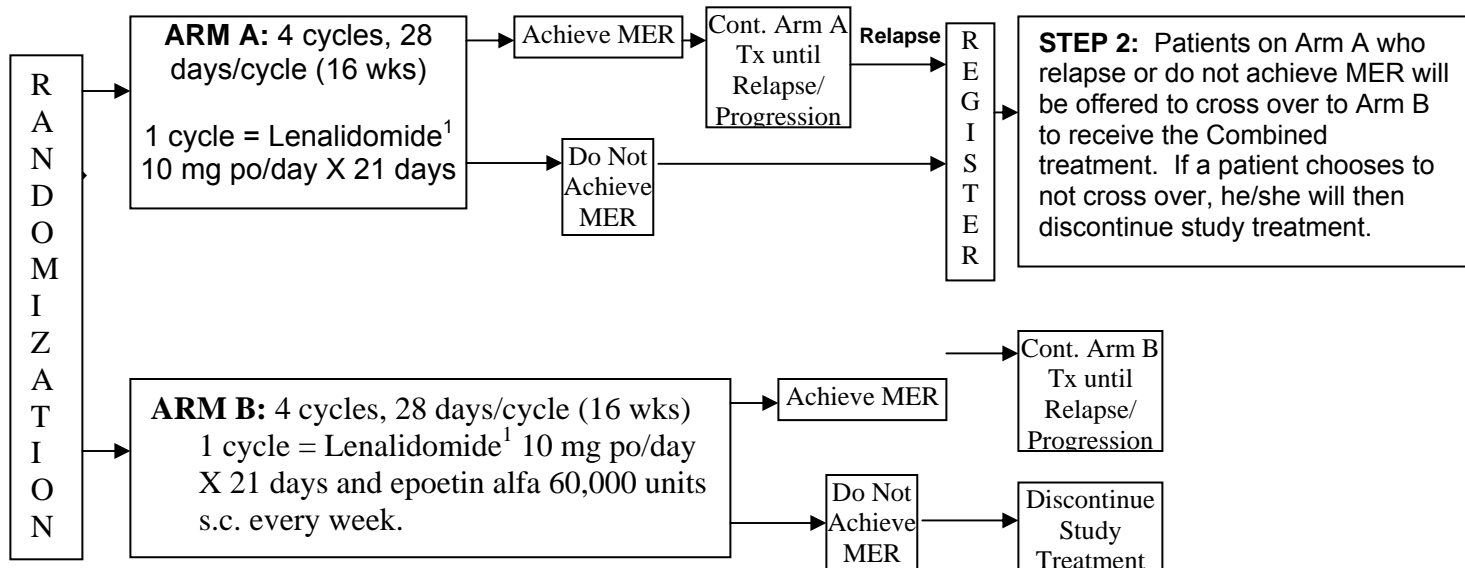 RANDOMIZATION
ARM A: 4 cycles, 28
days/cycle (16 wks)
1 cycle = Lenalidomide¹
10 mg po/day X 21 days
Achieve MER
Cont. Arm A
Tx until
Relapse/
Progression
Relapse
Do Not
Achieve
MER
REGISTER
STEP 2: Patients on Arm A who
relapse or do not achieve MER will
be offered to cross over to Arm B
to receive the Combined
treatment. If a patient chooses to
not cross over, he/she will then
discontinue study treatment.
ARM B: 4 cycles, 28 days/cycle (16 wks)
1 cycle = Lenalidomide¹ 10 mg po/day
X 21 days and epoetin alfa 60,000 units
s.c. every week.
Achieve MER
Cont. Arm B
Tx until
Relapse/
Progression
Do Not
Achieve
MER
Discontinue
Study
Treatment